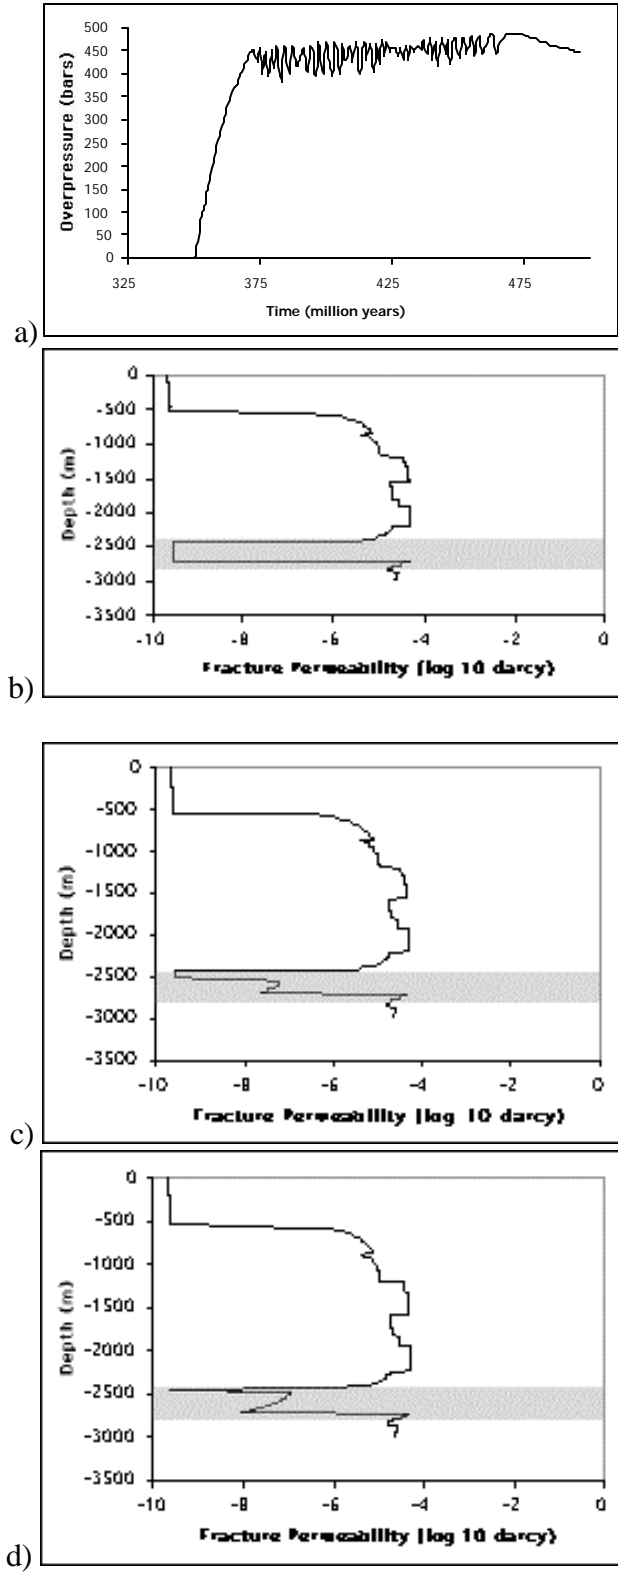 500
450
400
350
300
250
200
150
100
50
0
Overpressure (bars)
325 375 425 475
Time (million years)
a)
0
-500
-1000
-1500
-2000
-2500
-3000
-3500
Depth (m)
-10 -8 -6 -4 -2 0
Fracture Permeability (log 10 darcy)
b)
0
-500
-1000
-1500
-2000
-2500
-3000
-3500
Depth (m)
-10 -8 -6 -4 -2 0
Fracture Permeability (log 10 darcy)
c)
0
-500
-1000
-1500
-2000
-2500
-3000
-3500
Depth (m)
-10 -8 -6 -4 -2 0
Fracture Permeability (log 10 darcy)
d)